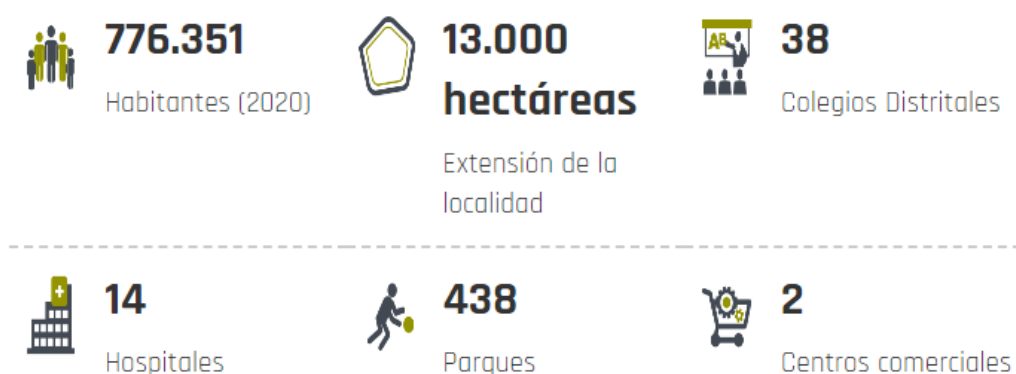 776.351
Habitantes (2020)
13.000
hectáreas
Extensión de la
localidad
AB
38
Colegios Distritales
14
Hospitales
438
Parques
2
Centros comerciales